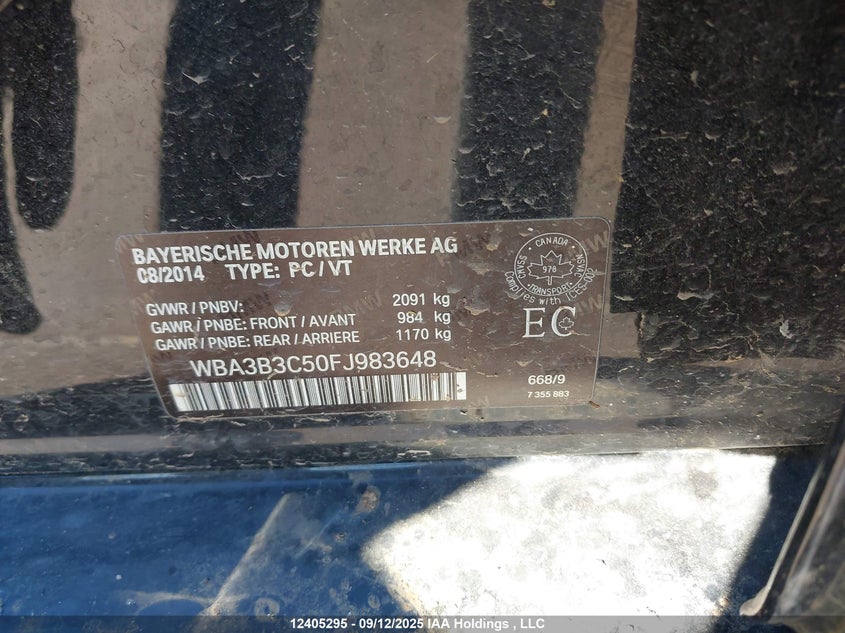 BAYERISCHE MOTOREN WERKE AG
08/2014 TYPE: PC / VT
GVWR / PNBV: 2091 kg
GAWR / PNBE: FRONT / AVANT 984 kg
GAWR / PNBE: REAR / ARRIERE 1170 kg
WBA3B3C50FJ983648
CANADA
978
TRANSPORT
Complies with
EC
668/9
7 355 883
12405295 - 09/12/2025 IAA Holdings , LLC